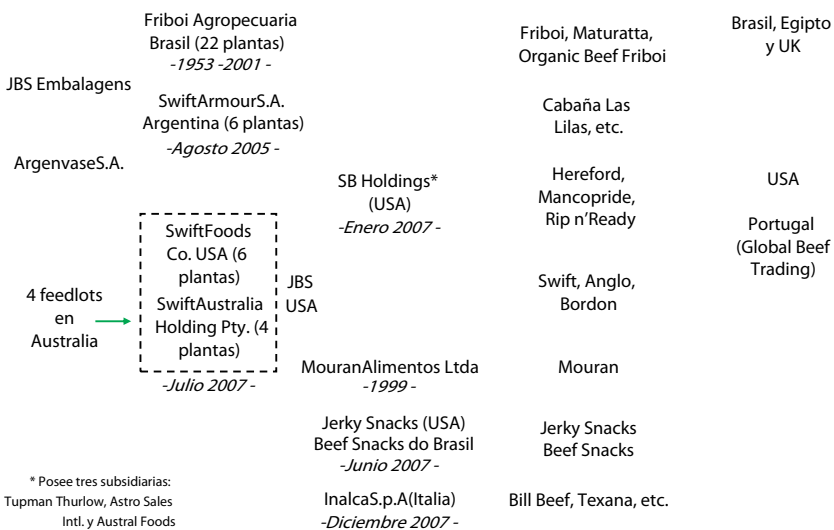 JBS Embalagens
ArgenvaseS.A.
4 feedlots
en
Australia
* Posee tres subsidiarias:
Tupman Thurlow, Astro Sales
Intl. y Austral Foods
Friboi Agropecuaria
Brasil (22 plantas)
-1953 -2001 -
SwiftArmourS.A.
Argentina (6 plantas)
-Agosto 2005 -
SwiftFoods
Co. USA (6
plantas)
SwiftAustralia
Holding Pty. (4
plantas)
-Julio 2007 -
JBS
USA
SB Holdings*
(USA)
-Enero 2007 -
MouranAlimentos Ltda
-1999 -
Jerky Snacks (USA)
Beef Snacks do Brasil
-Junio 2007 -
InalcaS.p.A(Italia)
-Diciembre 2007 -
Friboi, Maturatta,
Organic Beef Friboi
Cabaña Las
Lilas, etc.
Hereford,
Mancopride,
Rip n’Ready
Swift, Anglo,
Bordon
Mouran
Jerky Snacks
Beef Snacks
Bill Beef, Texana, etc.
Brasil, Egipto
y UK
USA
Portugal
(Global Beef
Trading)